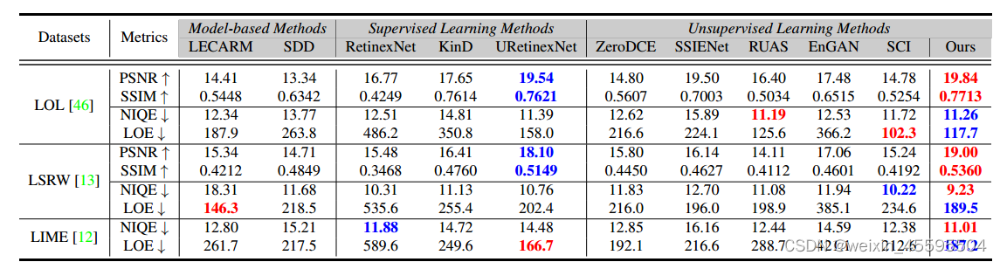 Datasets Metrics Model-based Methods Supervised Learning Methods Unsupervised Learning Methods
LECARM SDD RetinexNet KinD URetinexNet ZeroDCE SSIENet RUAS EnGAN SCI Ours
LOL [46]
PSNR ↑ 14.41 13.34 16.77 17.65 19.54 14.80 19.50 16.40 17.48 14.78 19.84
SSIM ↑ 0.5448 0.6342 0.4249 0.7614 0.7621 0.5607 0.7003 0.5034 0.6515 0.5254 0.7713
NIQE ↓ 12.34 13.77 12.51 14.81 11.39 12.62 15.89 11.19 12.53 11.72 11.26
LOE ↓ 187.9 263.8 486.2 350.8 158.0 216.6 224.1 125.6 366.2 102.3 117.7
LSRW [13]
PSNR ↑ 15.34 14.71 15.48 16.41 18.10 15.80 16.14 14.11 17.06 15.24 19.00
SSIM ↑ 0.4212 0.4849 0.3468 0.4760 0.5149 0.4450 0.4627 0.4112 0.4601 0.4192 0.5360
NIQE ↓ 18.31 11.68 10.31 11.13 10.76 11.83 12.70 11.08 11.94 10.22 9.23
LOE ↓ 146.3 218.5 535.6 255.4 202.4 216.0 196.0 198.9 385.1 234.6 189.5
LIME [12]
NIQE ↓ 12.80 15.21 11.88 14.72 14.48 12.85 16.16 12.44 14.59 12.38 11.01
LOE ↓ 261.7 217.5 589.6 249.6 166.7 192.1 216.6 288.7
CSDN @weixin_45593504